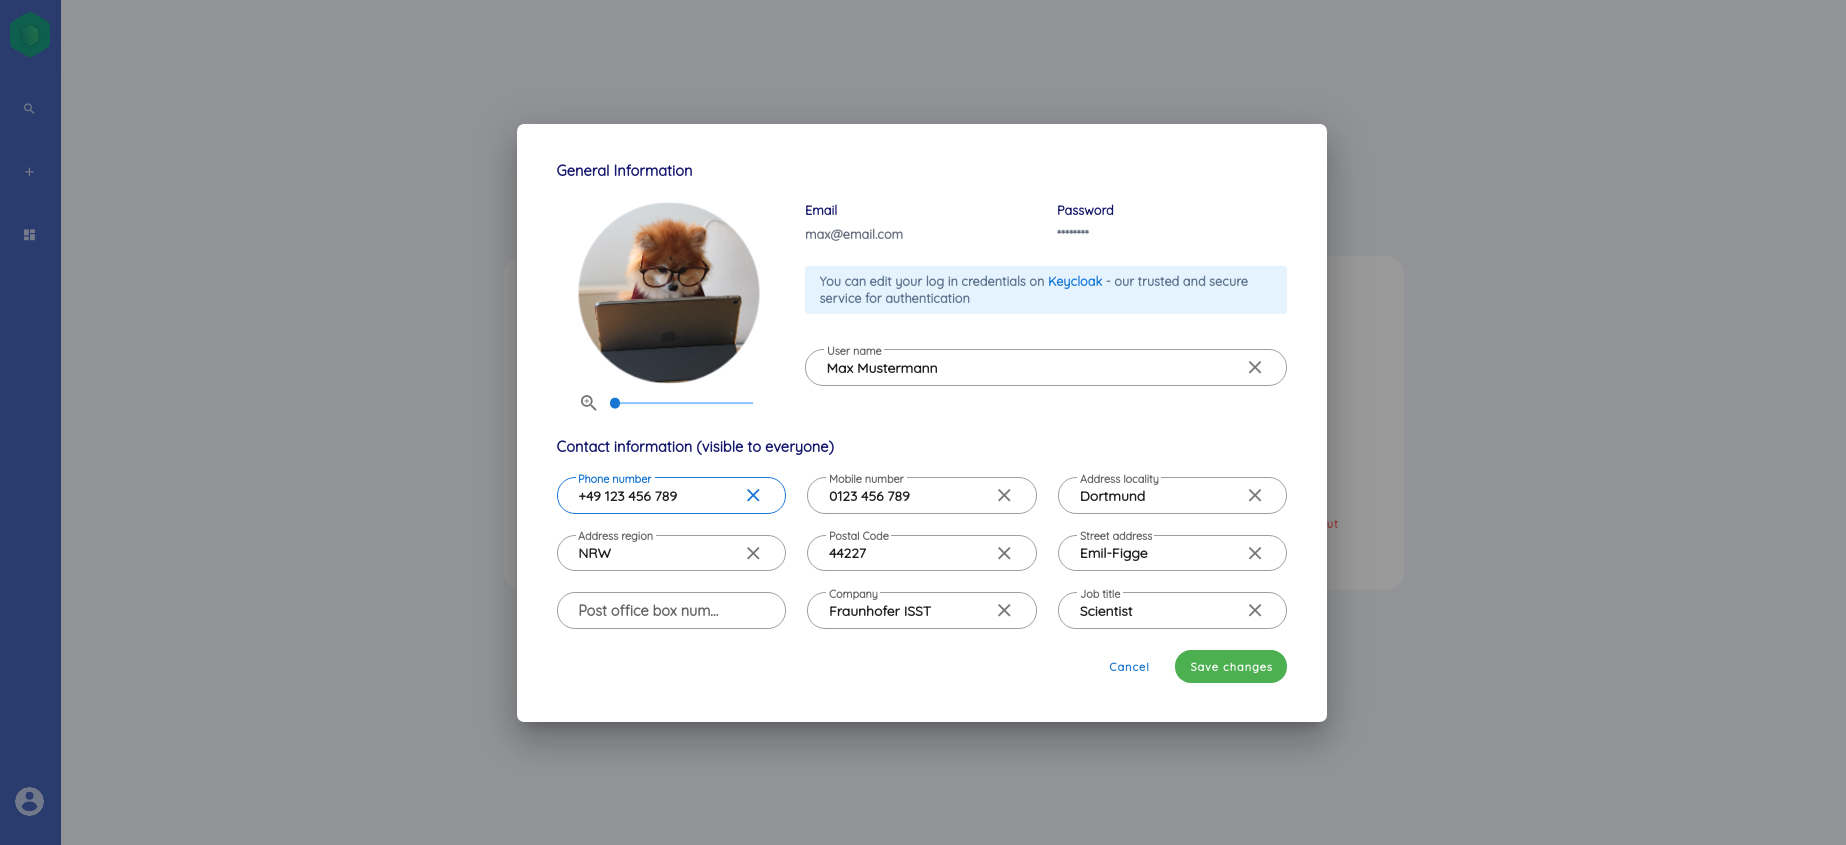 General Information
Email
Password
max@email.com
********
You can edit your log in credentials on Keycloak - our trusted and secure
service for authentication
User name
Max Mustermann
Contact information (visible to everyone)
Phone number
+49 123 456 789
Mobile number
0123 456 789
Address locality
Dortmund
Address region
NRW
Postal Code
44227
Street address
Emil-Figge
Post office box num...
Company
Fraunhofer ISST
Job title
Scientist
Cancel
Save changes